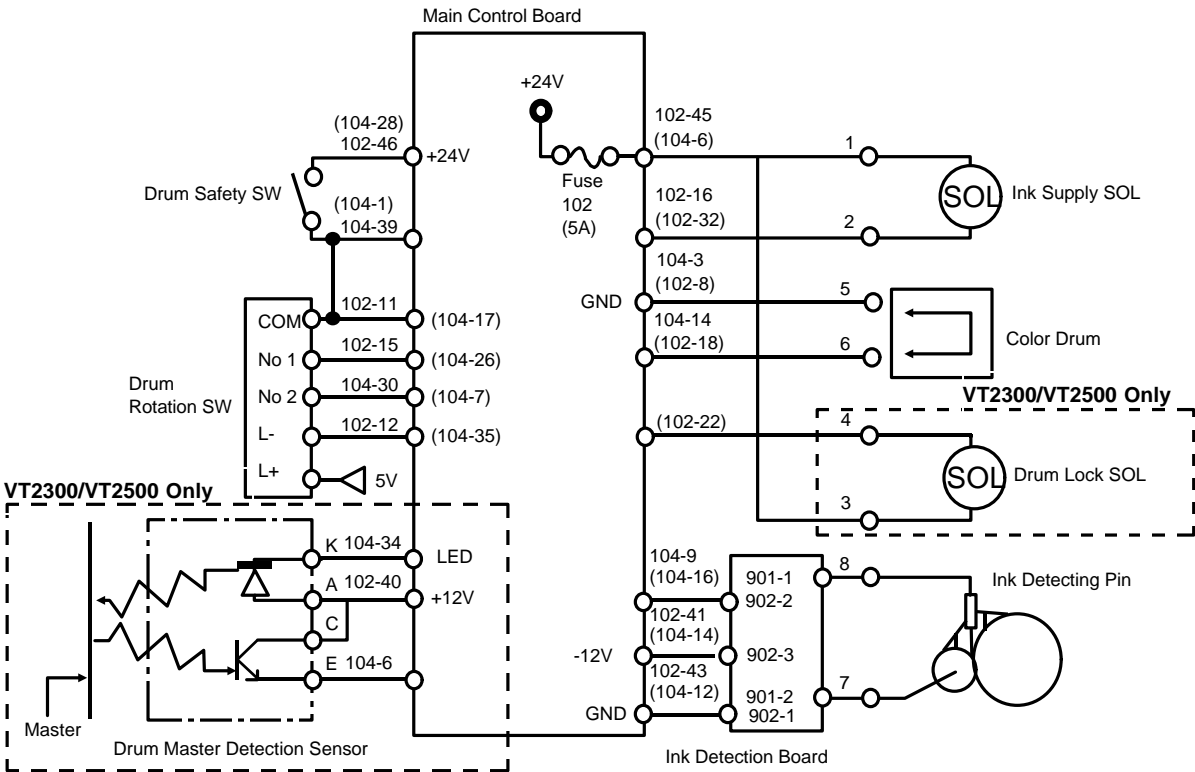 Main Control Board
+24V
102-45
(104-6)
(104-28)
102-46
+24V
1
Drum Safety SW
Fuse
102
(5A)
102-16
(102-32)
SOL
Ink Supply SOL
(104-1)
104-39
2
104-3
(102-8)
GND
5
COM
102-11
(104-17)
104-14
(102-18)
Color Drum
6
No 1
102-15
(104-26)
Drum
Rotation SW
No 2
104-30
(104-7)
VT2300/VT2500 Only
L-
102-12
(104-35)
(102-22)
4
L+
5V
SOL
Drum Lock SOL
VT2300/VT2500 Only
3
K
104-34
LED
104-9
(104-16)
901-1
902-2
8
Ink Detecting Pin
A
102-40
+12V
102-41
(104-14)
C
-12V
902-3
E
104-6
102-43
(104-12)
901-2
902-1
7
GND
Master
Drum Master Detection Sensor
Ink Detection Board